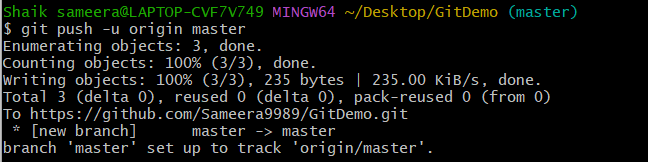 Shaik sameera@LAPTOP-CVF7V749 MINGW64 ~/Desktop/GitDemo (master)
$ git push -u origin master
Enumerating objects: 3, done.
Counting objects: 100% (3/3), done.
Writing objects: 100% (3/3), 235 bytes | 235.00 KiB/s, done.
Total 3 (delta 0), reused 0 (delta 0), pack-reused 0 (from 0)
To https://github.com/Sameera9989/GitDemo.git
 * [new branch]      master -> master
branch 'master' set up to track 'origin/master'.